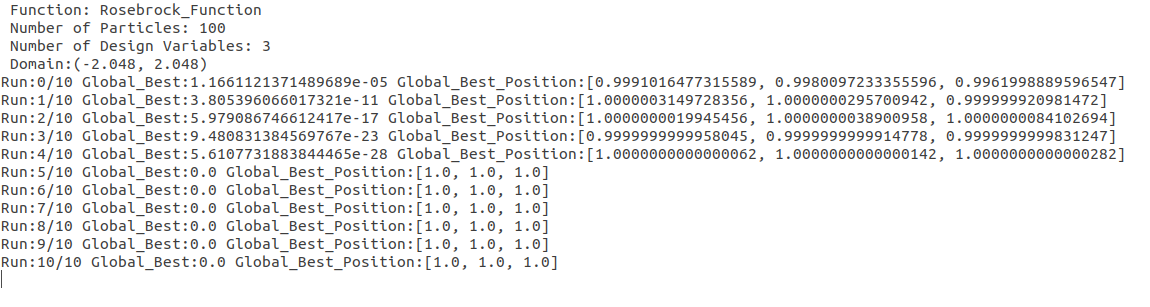 Function: Rosebrock_Function
Number of Particles: 100
Number of Design Variables: 3
Domain:(-2.048, 2.048)
Run:0/10 Global_Best:1.1661121371489689e-05 Global_Best_Position:[0.9991016477315589, 0.9980097233355596, 0.9961998889596547]
Run:1/10 Global_Best:3.805396066017321e-11 Global_Best_Position:[1.0000003149728356, 1.0000000295700942, 0.999999920981472]
Run:2/10 Global_Best:5.979086746612417e-17 Global_Best_Position:[1.0000000019945456, 1.0000000038900958, 1.0000000084102694]
Run:3/10 Global_Best:9.480831384569767e-23 Global_Best_Position:[0.9999999999958045, 0.9999999999914778, 0.9999999999831247]
Run:4/10 Global_Best:5.6107731883844465e-28 Global_Best_Position:[1.0000000000000062, 1.0000000000000142, 1.0000000000000282]
Run:5/10 Global_Best:0.0 Global_Best_Position:[1.0, 1.0, 1.0]
Run:6/10 Global_Best:0.0 Global_Best_Position:[1.0, 1.0, 1.0]
Run:7/10 Global_Best:0.0 Global_Best_Position:[1.0, 1.0, 1.0]
Run:8/10 Global_Best:0.0 Global_Best_Position:[1.0, 1.0, 1.0]
Run:9/10 Global_Best:0.0 Global_Best_Position:[1.0, 1.0, 1.0]
Run:10/10 Global_Best:0.0 Global_Best_Position:[1.0, 1.0, 1.0]